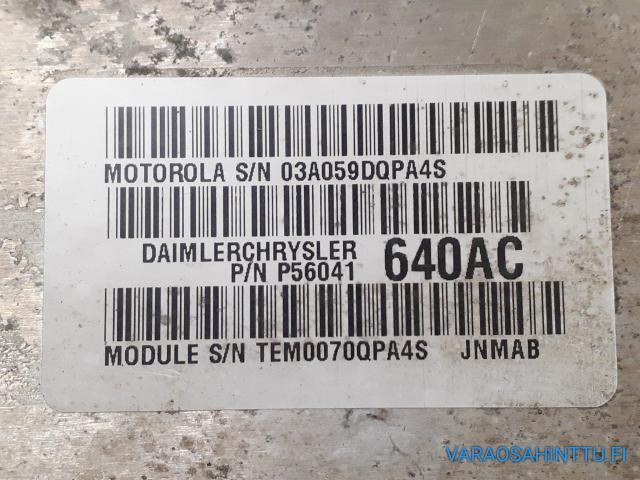 MOTOROLA S/N 03A059DQPA4S
DAIMLERCHRYSLER
P/N P56041 640AC
MODULE S/N TEM0070QPA4S JNMAB
VARAOSAHINTTU.FI